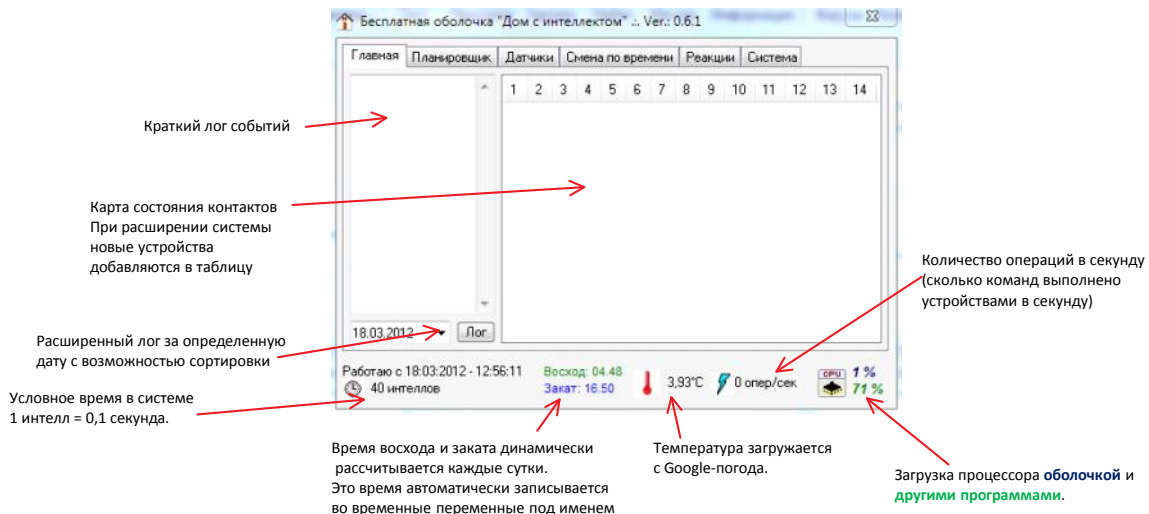 Бесплатная оболочка "Дом с интеллектом" .:. Ver.: 0.6.1
Главная Планировщик Датчики Смена по времени Реакции Система
1 2 3 4 5 6 7 8 9 10 11 12 13 14
Краткий лог событий
Карта состояния контактов
При расширении системы
новые устройства
добавляются в таблицу
Количество операций в секунду
(сколько команд выполнено
устройствами в секунду)
18.03.2012 Лог
Расширенный лог за определенную
дату с возможностью сортировки
Работаю с 18:03:2012 - 12:56:11
40 интеллов
Восход: 04.48
Закат: 16.50
3,93°C
0 опер/сек
CPU
1 %
71 %
Условное время в системе
1 интелл = 0,1 секунда.
Время восхода и заката динамически
рассчитывается каждые сутки.
Это время автоматически записывается
во временные переменные под именем
Температура загружается
с Google-погода.
Загрузка процессора оболочкой и
другими программами.